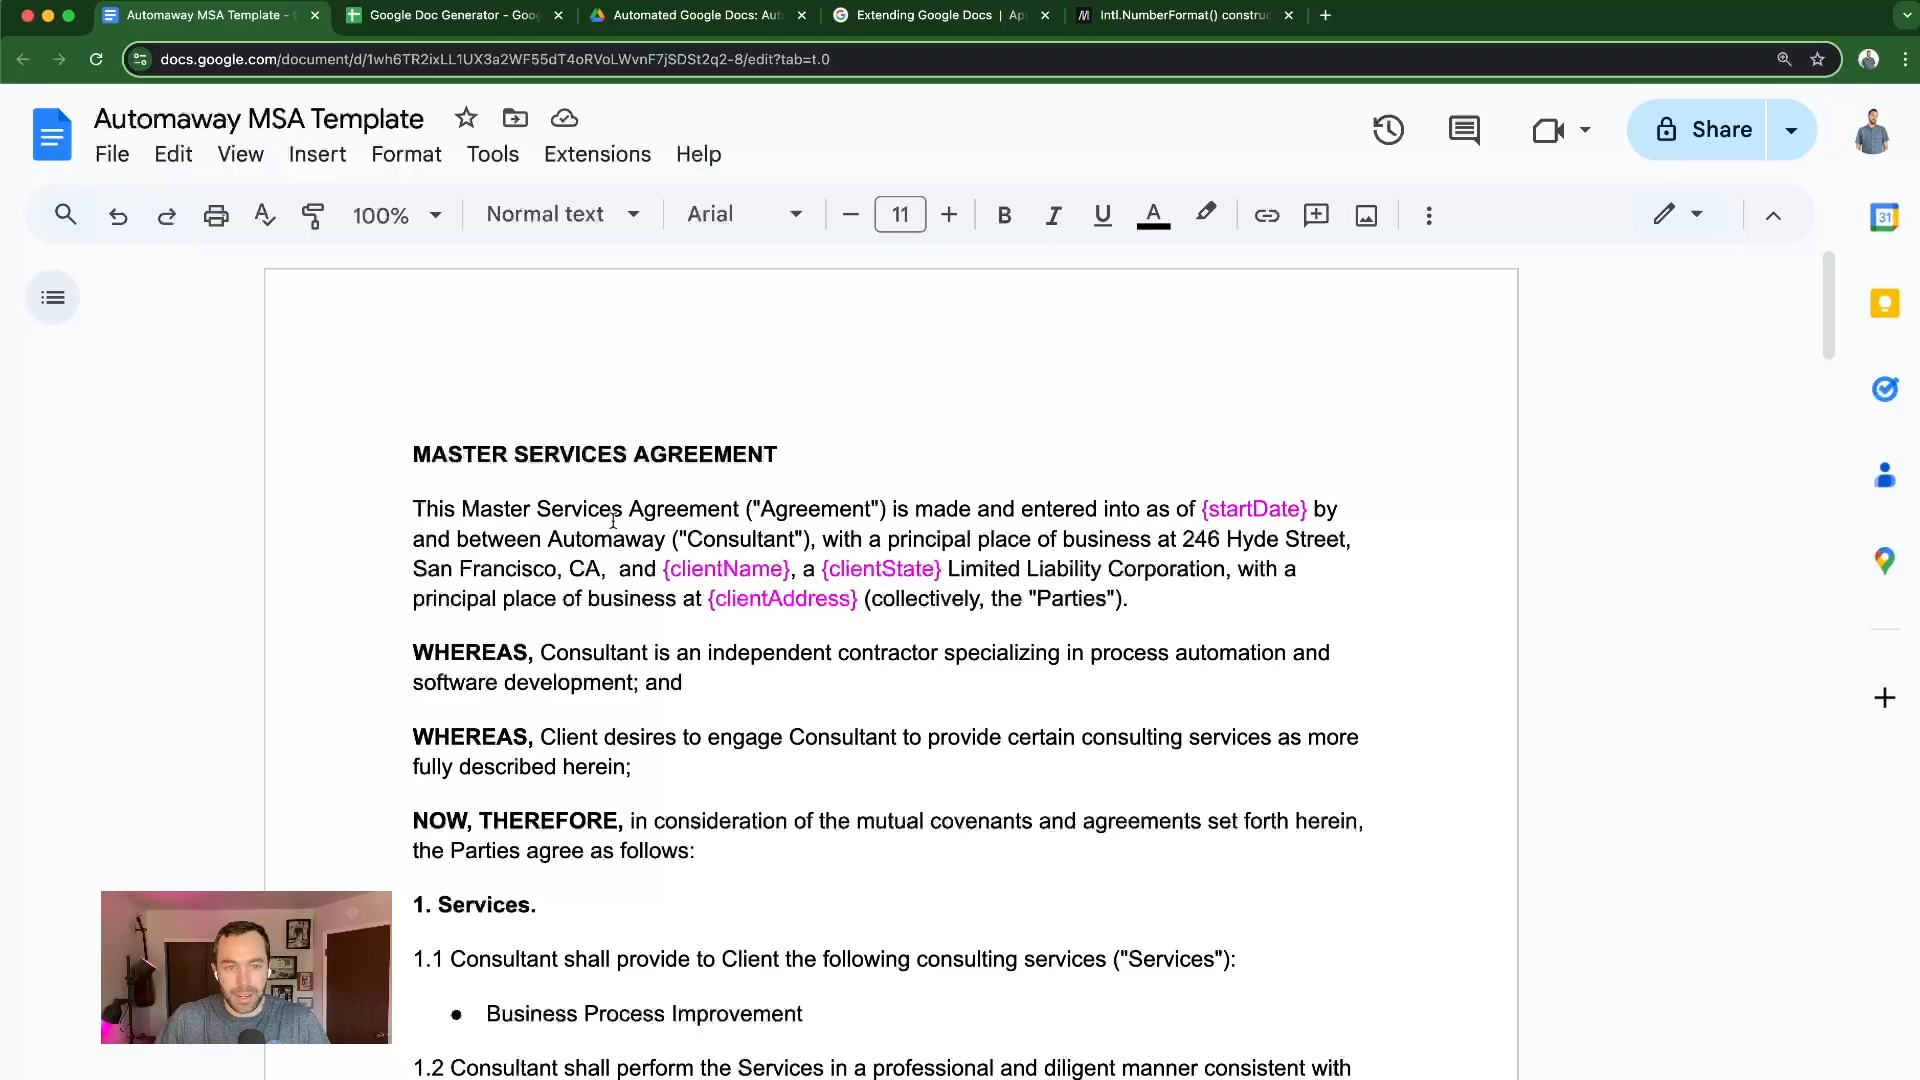 Automaway MSA Template -
Google Doc Generator - Goo
Automated Google Docs: Aut
Extending Google Docs | Ap
Intl.NumberFormat() construc
docs.google.com/document/d/1wh6TR2ixLL1UX3a2WF55dT4oRVoLWvnF7jSDSt2q2-8/edit?tab=t.0
Automaway MSA Template
File Edit View Insert Format Tools Extensions Help
Share
100% Normal text Arial 11 B I U A
31
MASTER SERVICES AGREEMENT
This Master Services Agreement ("Agreement") is made and entered into as of {startDate} by
and between Automaway ("Consultant"), with a principal place of business at 246 Hyde Street,
San Francisco, CA,  and {clientName}, a {clientState} Limited Liability Corporation, with a
principal place of business at {clientAddress} (collectively, the "Parties").
WHEREAS, Consultant is an independent contractor specializing in process automation and
software development; and
WHEREAS, Client desires to engage Consultant to provide certain consulting services as more
fully described herein;
NOW, THEREFORE, in consideration of the mutual covenants and agreements set forth herein,
the Parties agree as follows:
1. Services.
1.1 Consultant shall provide to Client the following consulting services ("Services"):
● Business Process Improvement
1.2 Consultant shall perform the Services in a professional and diligent manner consistent with